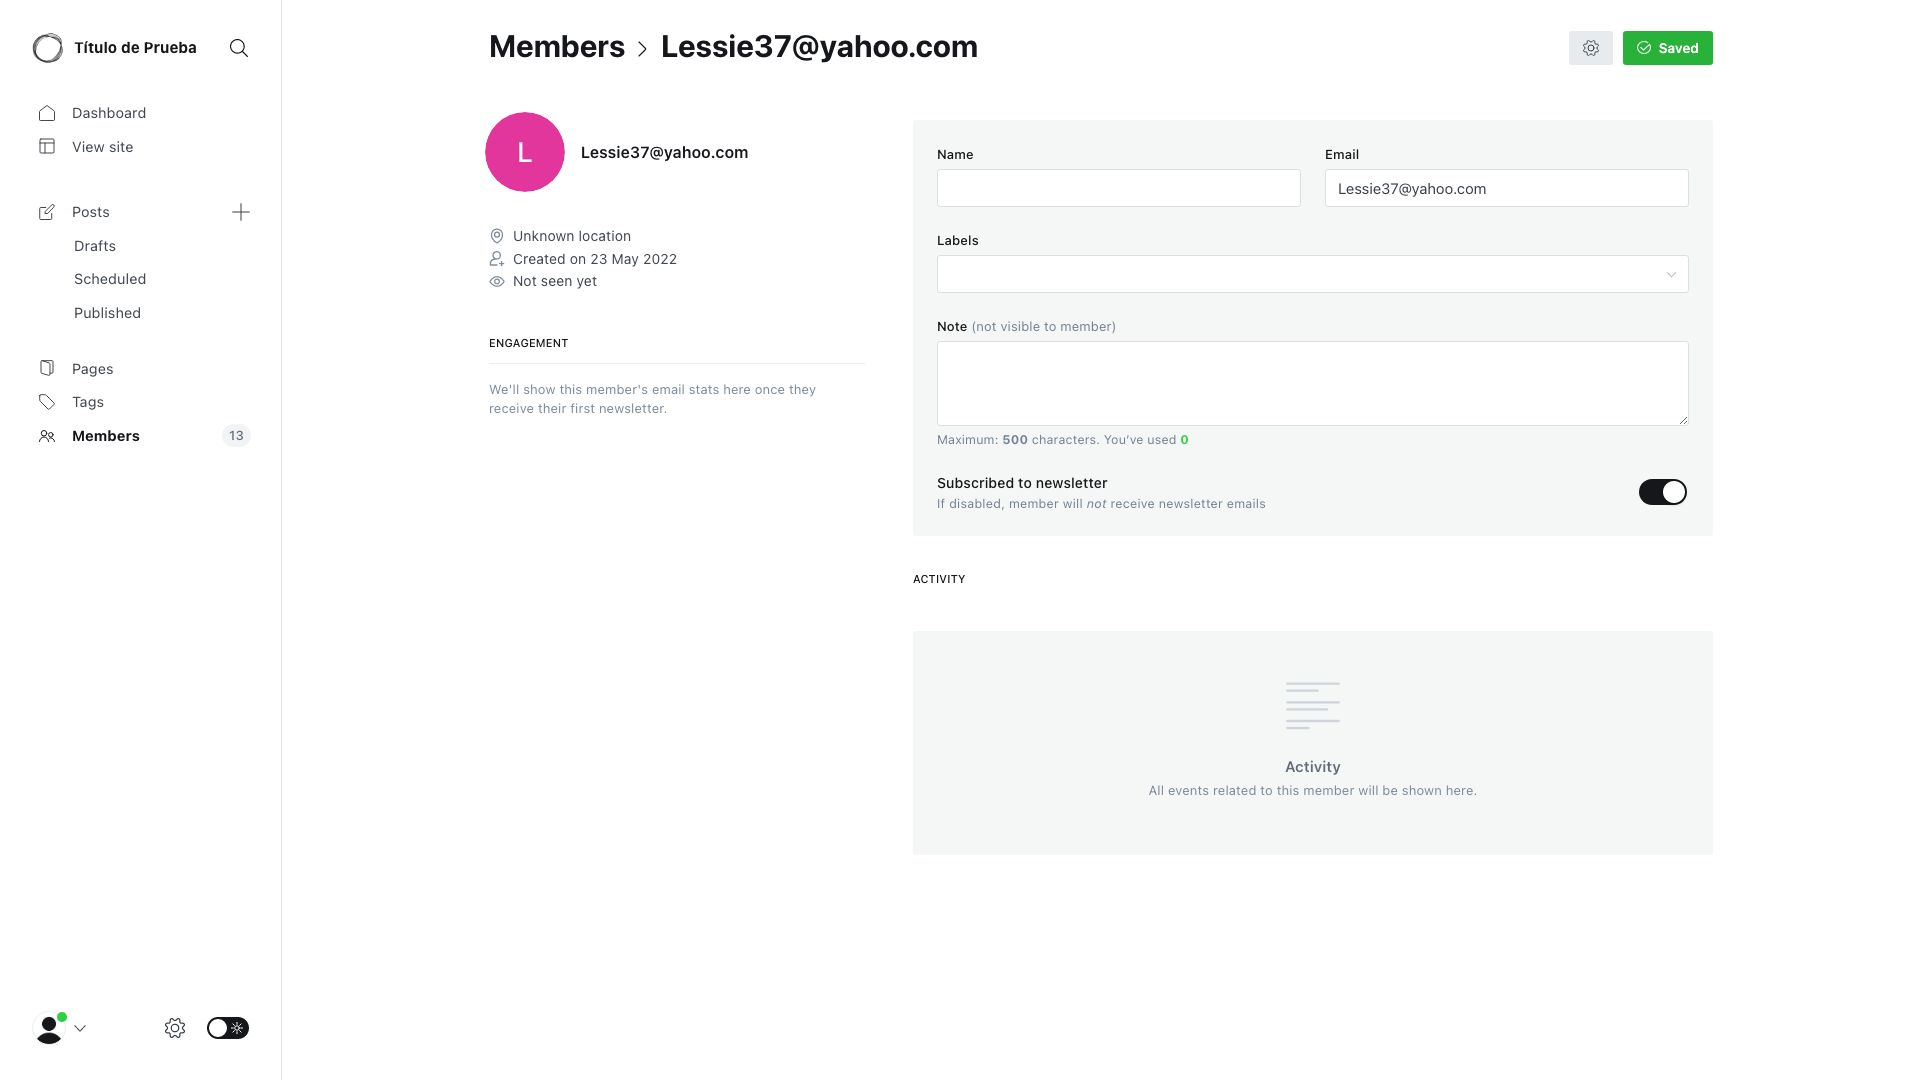 Título de Prueba
Dashboard
View site
Posts
Drafts
Scheduled
Published
Pages
Tags
Members 13
Members > Lessie37@yahoo.com
Saved
L
Lessie37@yahoo.com
Unknown location
Created on 23 May 2022
Not seen yet
ENGAGEMENT
We'll show this member's email stats here once they
receive their first newsletter.
Name
Email
Lessie37@yahoo.com
Labels
Note (not visible to member)
Maximum: 500 characters. You've used 0
Subscribed to newsletter
If disabled, member will not receive newsletter emails
ACTIVITY
Activity
All events related to this member will be shown here.